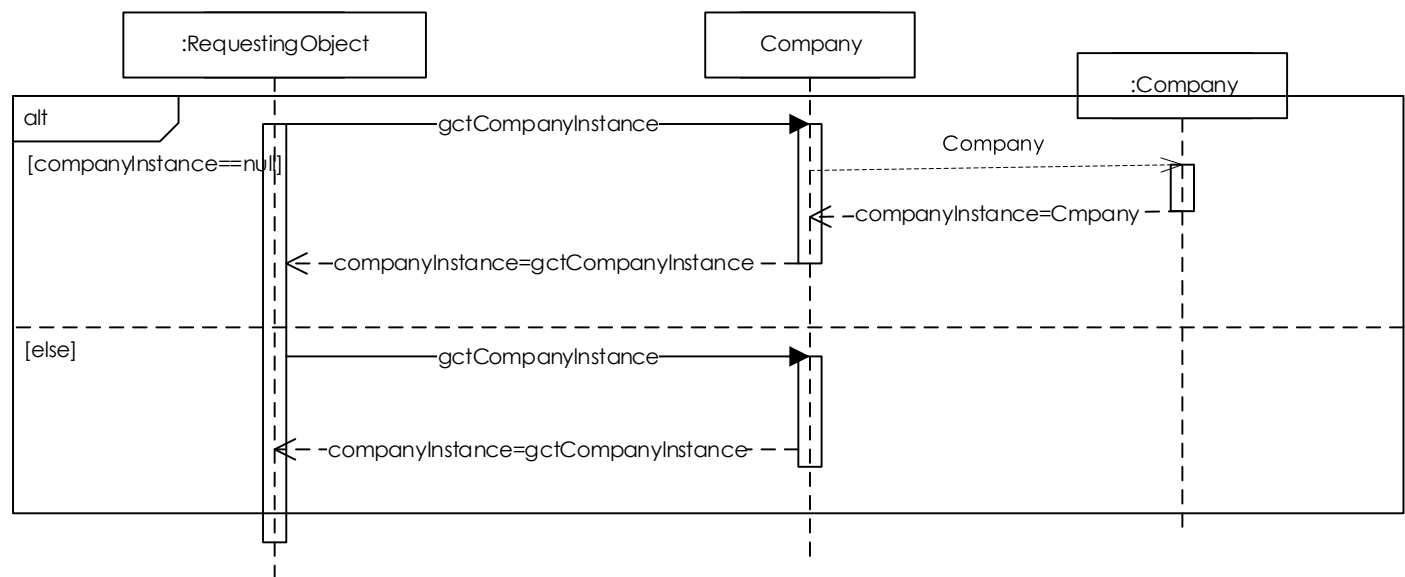 :RequestingObject
Company
:Company
alt
gctCompanyInstance
Company
[companyInstance==null]
companyInstance=Cmpany
companyInstance=gctCompanyInstance
[else]
gctCompanyInstance
companyInstance=gctCompanyInstance